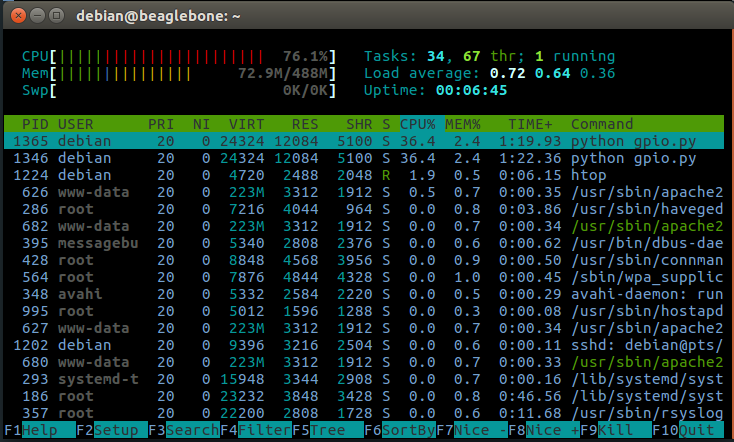 debian@beaglebone: ~
CPU[|||||||||||||||||||||||| 76.1%] Tasks: 34, 67 thr; 1 running
Mem[|||||||||||||||| 72.9M/488M] Load average: 0.72 0.64 0.36
Swp[ 0K/0K] Uptime: 00:06:45
PID USER PRI NI VIRT RES SHR S CPU% MEM% TIME+ Command
1365 debian 20 0 24324 12084 5100 S 36.4 2.4 1:19.93 python gpio.py
1346 debian 20 0 24324 12084 5100 S 36.4 2.4 1:22.36 python gpio.py
1224 debian 20 0 4720 2488 2048 R 1.9 0.5 0:06.15 htop
626 www-data 20 0 223M 3312 1912 S 0.5 0.7 0:00.35 /usr/sbin/apache2
286 root 20 0 7216 4044 964 S 0.0 0.8 0:03.86 /usr/sbin/haveged
682 www-data 20 0 223M 3312 1912 S 0.0 0.7 0:00.34 /usr/sbin/apache2
395 messagebu 20 0 5340 2808 2376 S 0.0 0.6 0:00.62 /usr/bin/dbus-dae
428 root 20 0 8848 4568 3956 S 0.0 0.9 0:00.50 /usr/sbin/connman
564 root 20 0 7876 4844 4328 S 0.0 1.0 0:00.45 /sbin/wpa_supplic
348 avahi 20 0 5332 2584 2220 S 0.0 0.5 0:00.29 avahi-daemon: run
995 root 20 0 5012 1596 1288 S 0.0 0.3 0:00.08 /usr/sbin/hostapd
627 www-data 20 0 223M 3312 1912 S 0.0 0.7 0:00.34 /usr/sbin/apache2
1202 debian 20 0 9396 3216 2504 S 0.0 0.6 0:00.11 sshd: debian@pts/
680 www-data 20 0 223M 3312 1912 S 0.0 0.7 0:00.33 /usr/sbin/apache2
293 systemd-t 20 0 15948 3344 2908 S 0.0 0.7 0:00.16 /lib/systemd/syst
186 root 20 0 23232 3848 3428 S 0.0 0.8 0:46.56 /lib/systemd/syst
357 root 20 0 22200 2808 1728 S 0.0 0.6 0:11.68 /usr/sbin/rsyslog
F1Help F2Setup F3SearchF4FilterF5Tree F6SortByF7Nice -F8Nice +F9Kill F10Quit